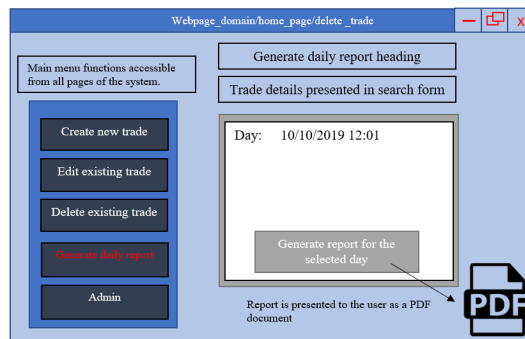 Webpage_domain/home_page/delete _trade
x
Generate daily report heading
Main menu functions accessible
from all pages of the system.
Trade details presented in search form
Create new trade
Edit existing trade
Delete existing trade
Generate daily report
Admin
Day: 10/10/2019 12:01
Generate report for the
selected day
Report is presented to the user as a PDF
document
PDF